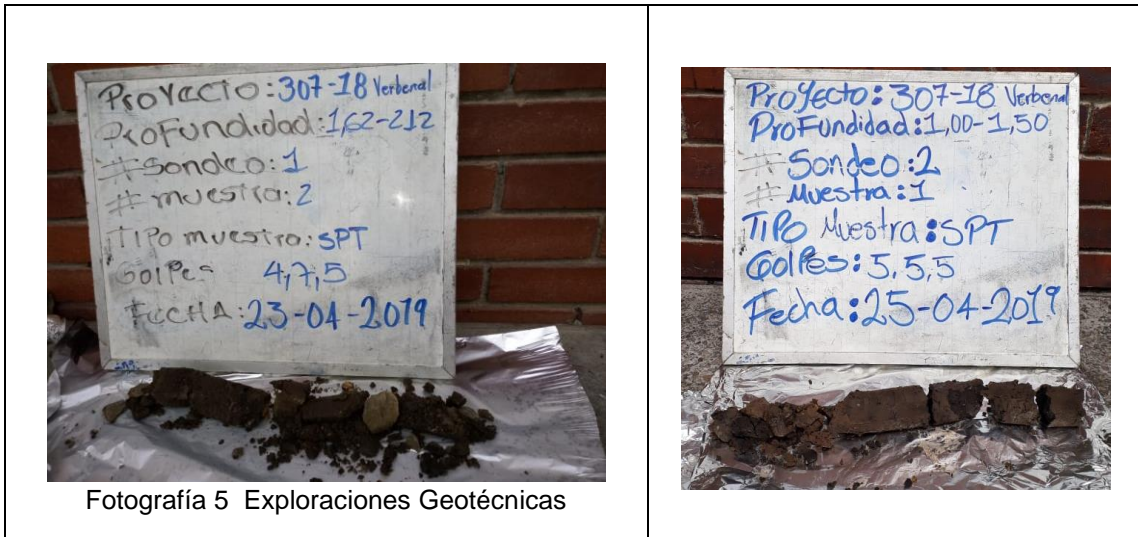 Proyecto: 307-18 Verbenal
Profundidad: 1,62-212
# Sondeo: 1
# muestra: 2
TIPO muestra: SPT
Golpes 4,7,5
FECHA: 23-04-2019
Fotografía 5 Exploraciones Geotécnicas
Proyecto: 307-18 Verbenal
Profundidad: 1,00-1,50
# Sondeo: 2
# Muestra: 1
TIPO Muestra: SPT
Golpes: 5,5,5
Fecha: 25-04-2019